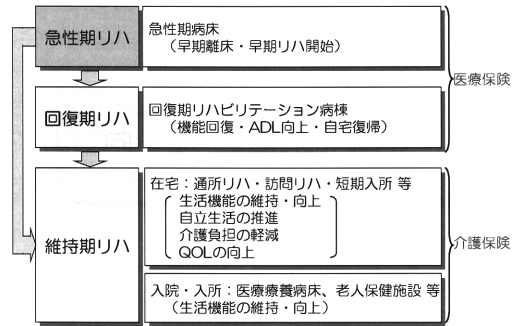 急性期リハ
急性期病床
（早期離床・早期リハ開始）
医療保険
回復期リハ
回復期リハビリテーション病棟
（機能回復・ADL向上・自宅復帰）
維持期リハ
在宅：通所リハ・訪問リハ・短期入所 等
生活機能の維持・向上
自立生活の推進
介護負担の軽減
QOLの向上
介護保険
入院・入所：医療療養病床、老人保健施設 等
（生活機能の維持・向上）